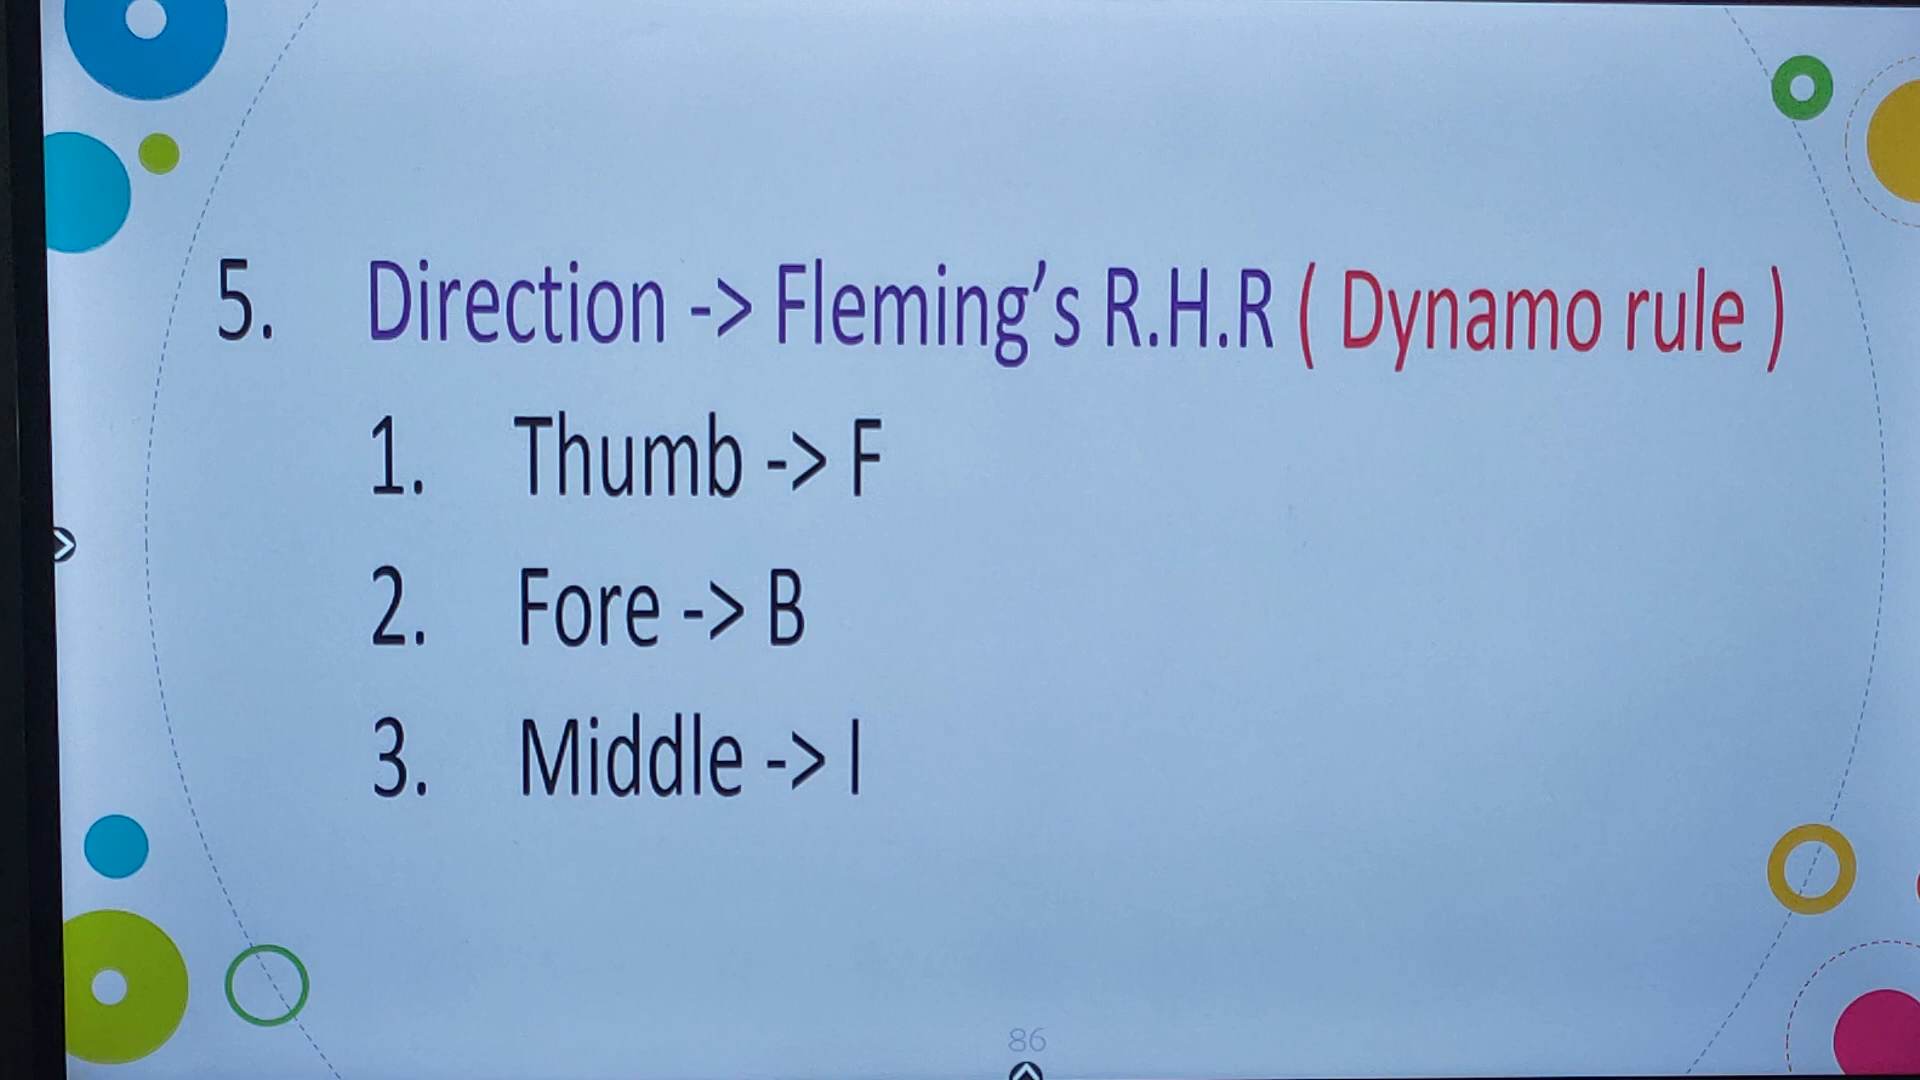 5. Direction -> Fleming's R.H.R ( Dynamo rule )
1. Thumb -> F
2. Fore -> B
3. Middle -> I
86